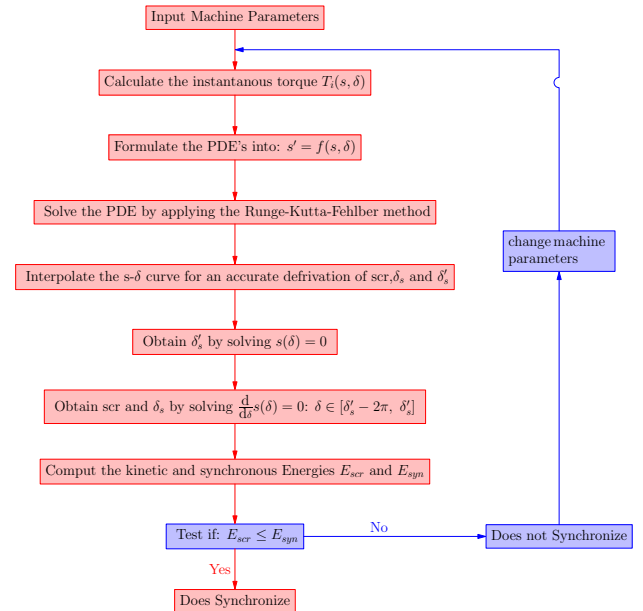 Input Machine Parameters
Calculate the instantanous torque $T_i(s, \delta)$
Formulate the PDE's into: $s' = f(s, \delta)$
Solve the PDE by applying the Runge-Kutta-Fehlber method
change machine
parameters
Interpolate the s-$\delta$ curve for an accurate defrivation of scr,$\delta_s$ and $\delta_s'$
Obtain $\delta_s'$ by solving $s(\delta) = 0$
Obtain scr and $\delta_s$ by solving $\frac{\mathrm{d}}{\mathrm{d}\delta}s(\delta) = 0$: $\delta \in [\delta_s' - 2\pi, \ \delta_s']$
Comput the kinetic and synchronous Energies $E_{scr}$ and $E_{syn}$
Test if: $E_{scr} \leq E_{syn}$
No
Does not Synchronize
Yes
Does Synchronize